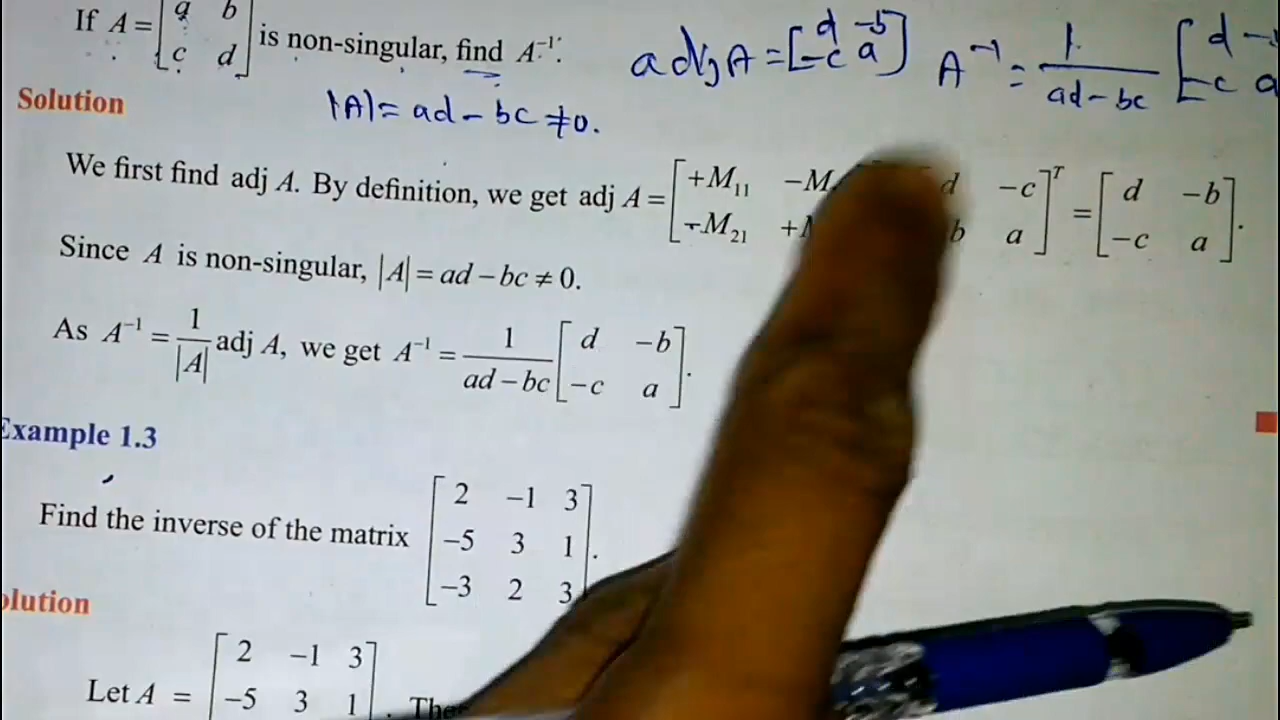 If A = [a b
c d] is non-singular, find A⁻¹.
adj A = [d -b
-c a]
A⁻¹ = 1/(ad - bc) [d
-c a
Solution
|A| = ad - bc ≠ 0.
We first find adj A. By definition, we get adj A = [+M₁₁ -M
-M₂₁ + d -c
b a]ᵀ = [d -b
-c a].
Since A is non-singular, |A| = ad - bc ≠ 0.
As A⁻¹ = 1/|A| adj A, we get A⁻¹ = 1/(ad - bc) [d -b
-c a].
Example 1.3
Find the inverse of the matrix [2 -1 3
-5 3 1
-3 2 3].
olution
Let A = [2 -1 3
-5 3 1].